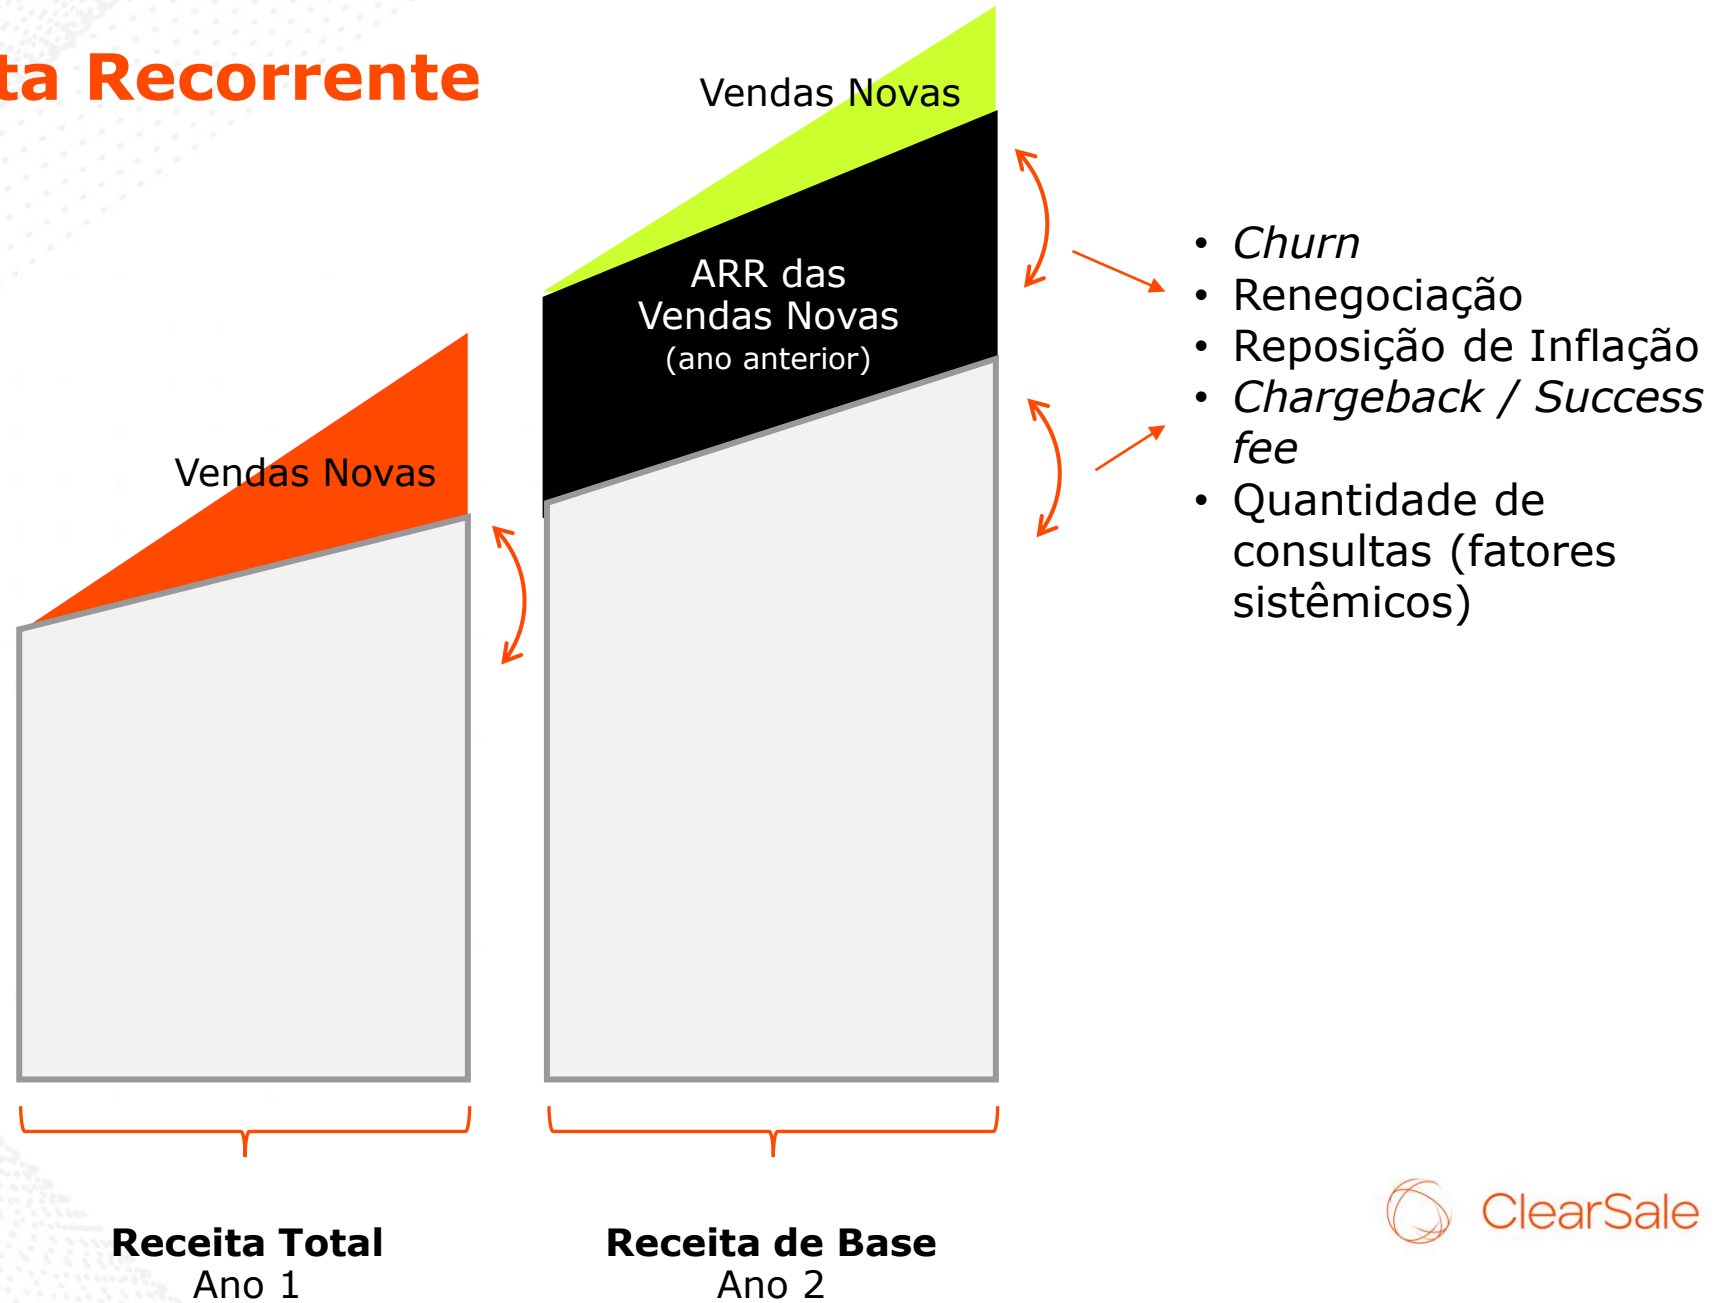 ta Recorrente
Vendas Novas
ARR das
Vendas Novas
(ano anterior)
Vendas Novas
• Churn
• Renegociação
• Reposição de Inflação
• Chargeback / Success
fee
• Quantidade de
consultas (fatores
sistêmicos)
Receita Total
Ano 1
Receita de Base
Ano 2
ClearSale